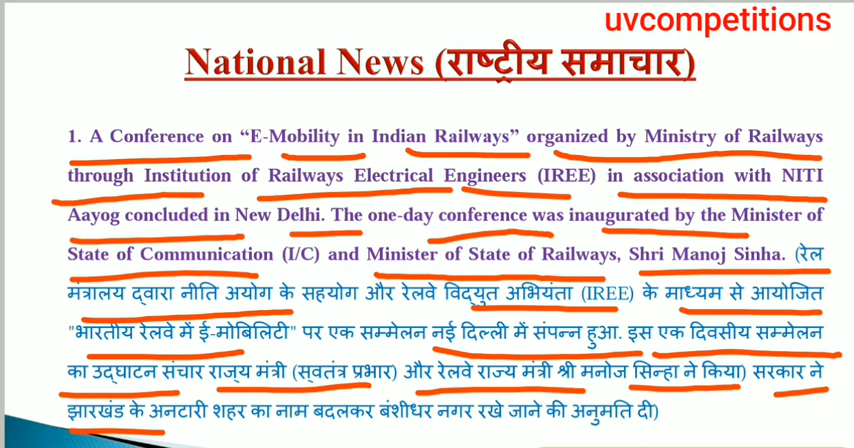 uvcompetitions
National News (राष्ट्रीय समाचार)
1. A Conference on “E-Mobility in Indian Railways” organized by Ministry of Railways
through Institution of Railways Electrical Engineers (IREE) in association with NITI
Aayog concluded in New Delhi. The one-day conference was inaugurated by the Minister of
State of Communication (I/C) and Minister of State of Railways, Shri Manoj Sinha. (रेल
मंत्रालय द्वारा नीति अयोग के सहयोग और रेलवे विद्युत अभियंता (IREE) के माध्यम से आयोजित
"भारतीय रेलवे में ई-मोबिलिटी" पर एक सम्मेलन नई दिल्ली में संपन्न हुआ. इस एक दिवसीय सम्मेलन
का उद्घाटन संचार राज्य मंत्री (स्वतंत्र प्रभार) और रेलवे राज्य मंत्री श्री मनोज सिन्हा ने किया) सरकार ने
झारखंड के अनटारी शहर का नाम बदलकर बंशीधर नगर रखे जाने की अनुमति दी)